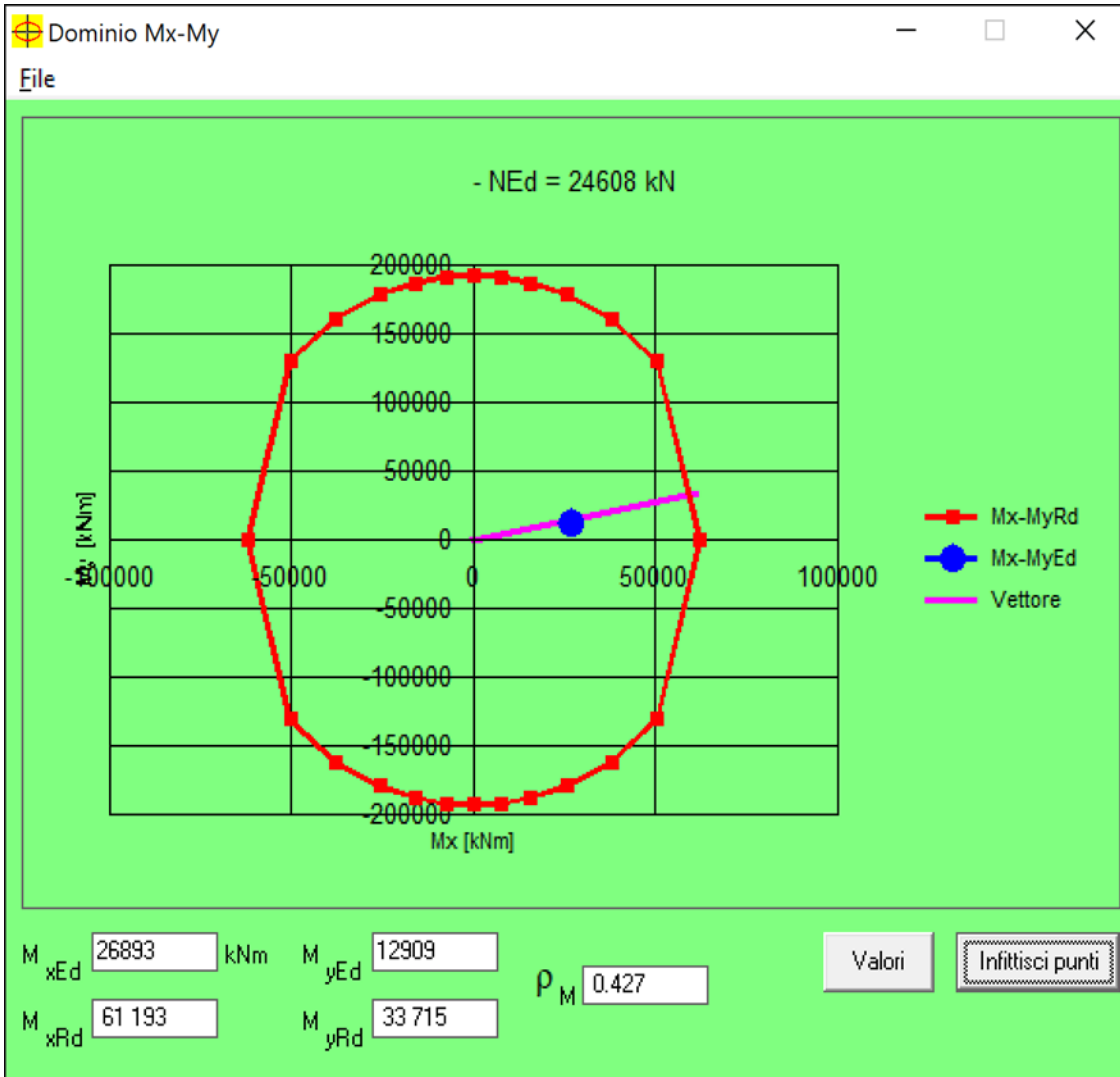 Dominio Mx-My
File
- NEd = 24608 kN
200000
150000
100000
50000
0
-50000
-100000
-150000
-200000
-100000 -50000 0 50000 100000
Mx [kNm]
[kNm]
Mx-MyRd
Mx-MyEd
Vettore
M xEd 26893 kNm M yEd 12909
M xRd 61 193 M yRd 33 715
ρ M 0.427
Valori
Infittisci punti